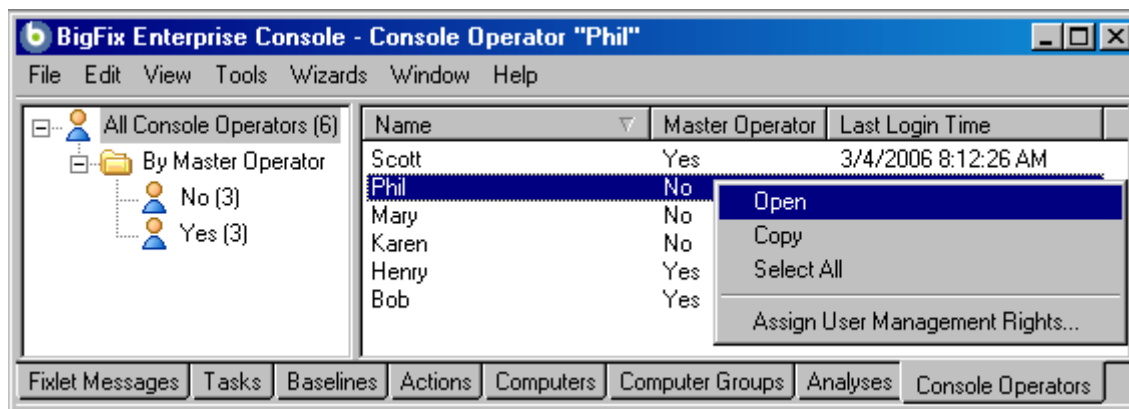 BigFix Enterprise Console - Console Operator "Phil"
File Edit View Tools Wizards Window Help
All Console Operators (6)
By Master Operator
No (3)
Yes (3)
Name Master Operator Last Login Time
Scott Yes 3/4/2006 8:12:26 AM
Phil No
Mary No
Karen No
Henry Yes
Bob Yes
Open
Copy
Select All
Assign User Management Rights...
Fixlet Messages Tasks Baselines Actions Computers Computer Groups Analyses Console Operators